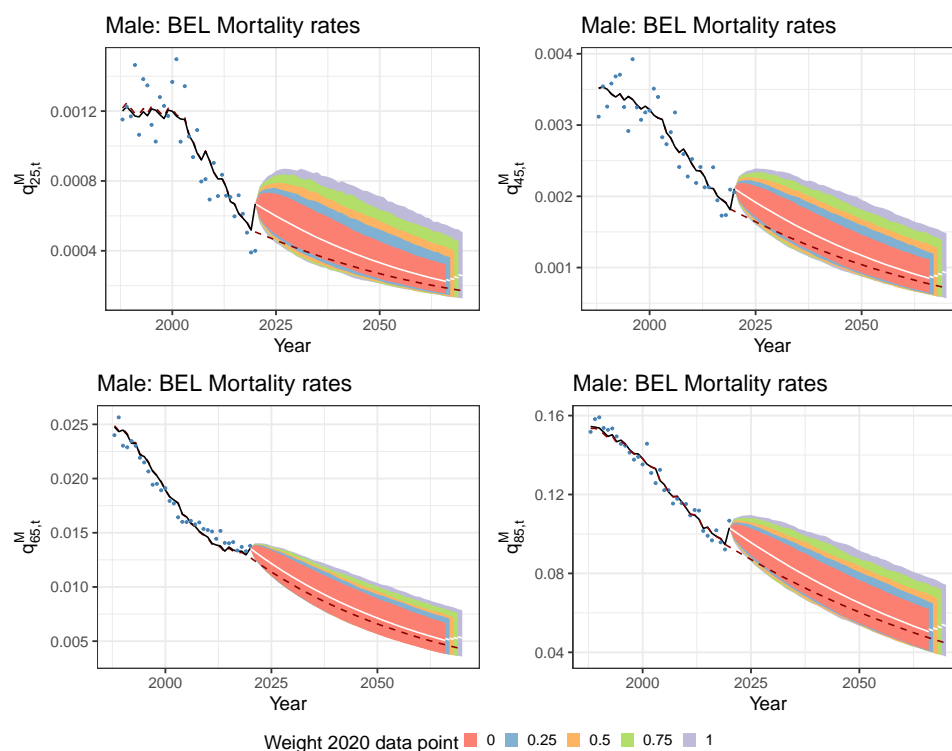 Male: BEL Mortality rates
q^M_25,t
0.0012
0.0008
0.0004
2000 2025 2050
Year
Male: BEL Mortality rates
q^M_45,t
0.004
0.003
0.002
0.001
2000 2025 2050
Year
Male: BEL Mortality rates
q^M_65,t
0.025
0.020
0.015
0.010
0.005
2000 2025 2050
Year
Male: BEL Mortality rates
q^M_85,t
0.16
0.12
0.08
0.04
2000 2025 2050
Year
Weight 2020 data point 0 0.25 0.5 0.75 1